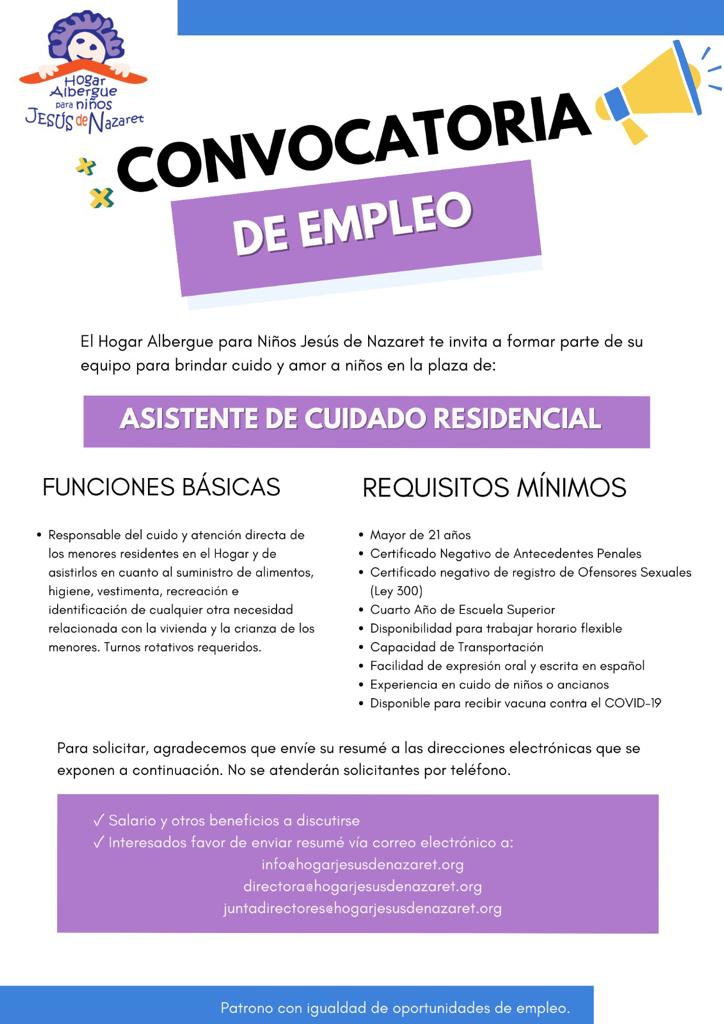 Hogar
Albergue
para niños
JESÚS de Nazaret
CONVOCATORIA
DE EMPLEO
El Hogar Albergue para Niños Jesús de Nazaret te invita a formar parte de su
equipo para brindar cuido y amor a niños en la plaza de:
ASISTENTE DE CUIDADO RESIDENCIAL
FUNCIONES BÁSICAS
• Responsable del cuido y atención directa de
los menores residentes en el Hogar y de
asistirlos en cuanto al suministro de alimentos,
higiene, vestimenta, recreación e
identificación de cualquier otra necesidad
relacionada con la vivienda y la crianza de los
menores. Turnos rotativos requeridos.
REQUISITOS MÍNIMOS
• Mayor de 21 años
• Certificado Negativo de Antecedentes Penales
• Certificado negativo de registro de Ofensores Sexuales
(Ley 300)
• Cuarto Año de Escuela Superior
• Disponibilidad para trabajar horario flexible
• Capacidad de Transportación
• Facilidad de expresión oral y escrita en español
• Experiencia en cuido de niños o ancianos
• Disponible para recibir vacuna contra el COVID-19
Para solicitar, agradecemos que envíe su resumé a las direcciones electrónicas que se
exponen a continuación. No se atenderán solicitantes por teléfono.
✓ Salario y otros beneficios a discutirse
✓ Interesados favor de enviar resumé vía correo electrónico a:
info@hogarjesusdenazaret.org
directora@hogarjesusdenazaret.org
juntadirectores@hogarjesusdenazaret.org
Patrono con igualdad de oportunidades de empleo.